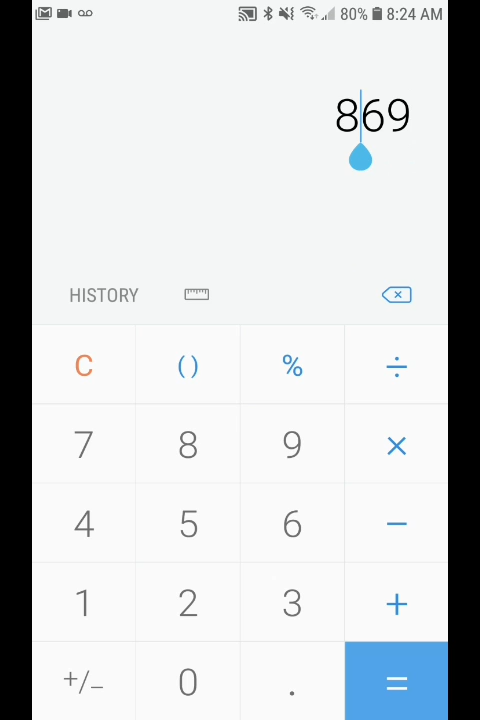 80% 8:24 AM
869
HISTORY
C ( ) % ÷
7 8 9 ×
4 5 6 −
1 2 3 +
+/− 0 . =